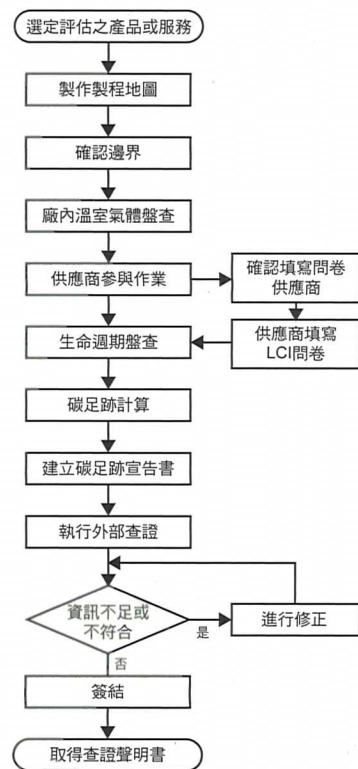 選定評估之產品或服務
製作製程地圖
確認邊界
廠內溫室氣體盤查
供應商參與作業
確認填寫問卷
供應商
生命週期盤查
供應商填寫
LCI問卷
碳足跡計算
建立碳足跡宣告書
執行外部查證
資訊不足或
不符合
是
進行修正
否
簽結
取得查證聲明書